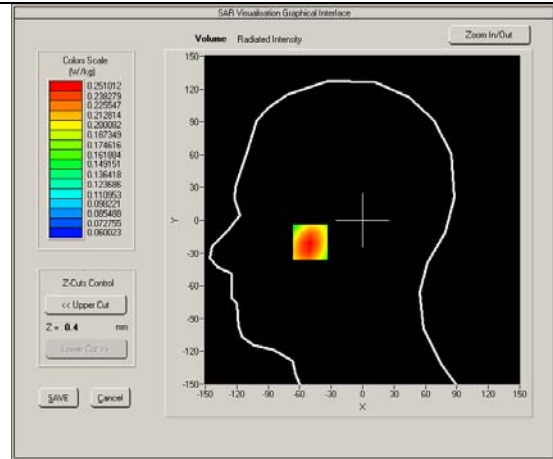 SAR Visualisation Graphical Interface
Volume Radiated Intensity
Zoom In/Out
Colors Scale
(W/kg)
0.251012
0.238279
0.225547
0.212814
0.200082
0.187349
0.174616
0.161884
0.149151
0.136418
0.123686
0.110953
0.098221
0.085488
0.072755
0.060023
Z-Cuts Control
<< Upper Cut
Z = 0.4 mm
Lower Cut >>
SAVE Cancel
150
120
90
60
30
0
-30
-60
-90
-120
-150
Y
-150 -120 -90 -60 -30 0 30 60 90 120 150
X